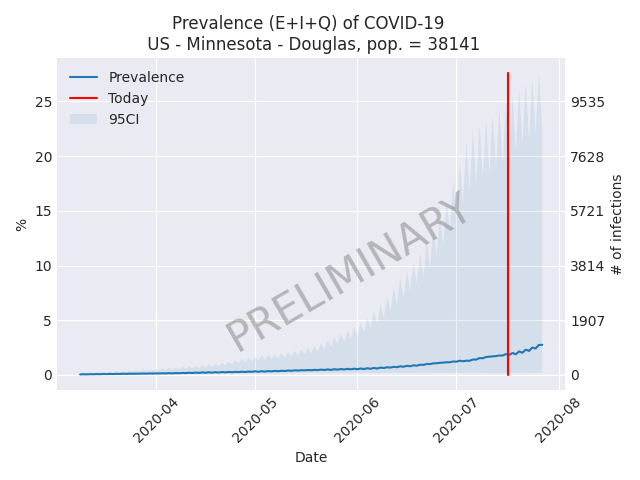 Prevalence (E+I+Q) of COVID-19
US - Minnesota - Douglas, pop. = 38141
Prevalence
Today
95CI
25
20
15
10
5
0
%
9535
7628
5721
3814
1907
0
# of infections
PRELIMINARY
2020-04
2020-05
2020-06
2020-07
2020-08
Date